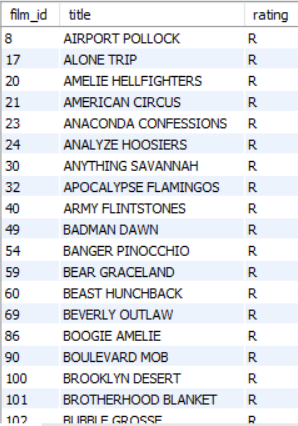 film_id title rating
8 AIRPORT POLLOCK R
17 ALONE TRIP R
20 AMELIE HELLFIGHTERS R
21 AMERICAN CIRCUS R
23 ANACONDA CONFESSIONS R
24 ANALYZE HOOSIERS R
30 ANYTHING SAVANNAH R
32 APOCALYPSE FLAMINGOS R
40 ARMY FLINTSTONES R
49 BADMAN DAWN R
54 BANGER PINOCCHIO R
59 BEAR GRACELAND R
60 BEAST HUNCHBACK R
69 BEVERLY OUTLAW R
86 BOOGIE AMELIE R
90 BOULEVARD MOB R
100 BROOKLYN DESERT R
101 BROTHERHOOD BLANKET R
102 BUBBLE GROSSE R